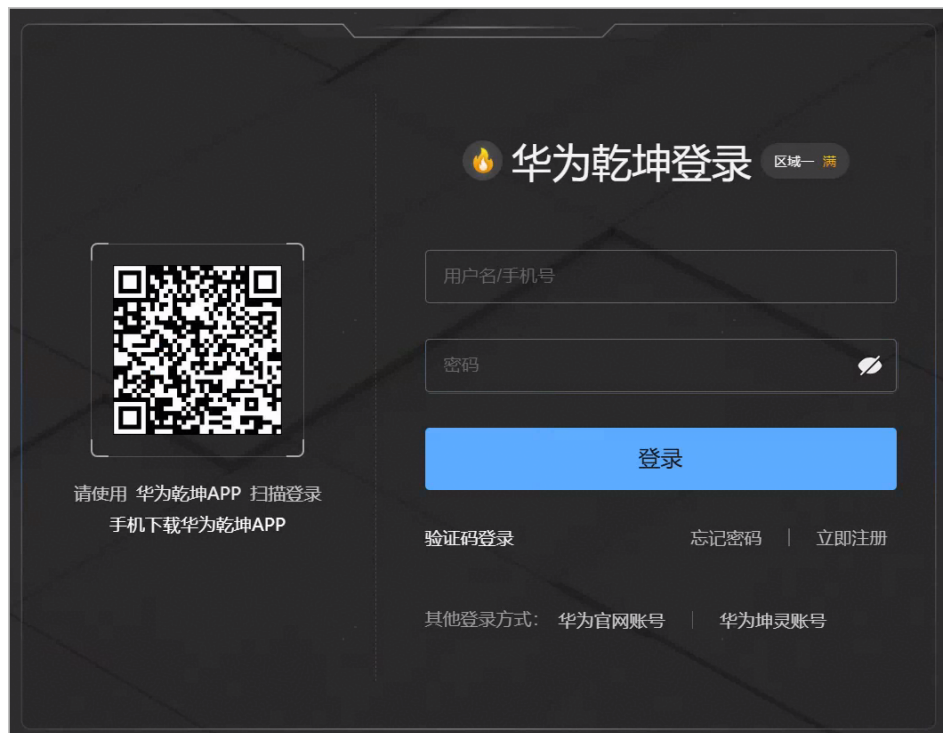 华为乾坤登录 区域一 满
用户名/手机号
密码
登录
验证码登录 忘记密码 | 立即注册
其他登录方式： 华为官网账号 | 华为坤灵账号
请使用 华为乾坤APP 扫描登录
手机下载华为乾坤APP